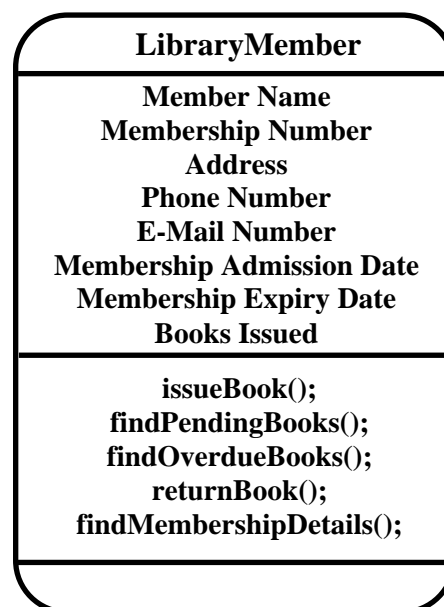 LibraryMember
Member Name
Membership Number
Address
Phone Number
E-Mail Number
Membership Admission Date
Membership Expiry Date
Books Issued
issueBook();
findPendingBooks();
findOverdueBooks();
returnBook();
findMembershipDetails();